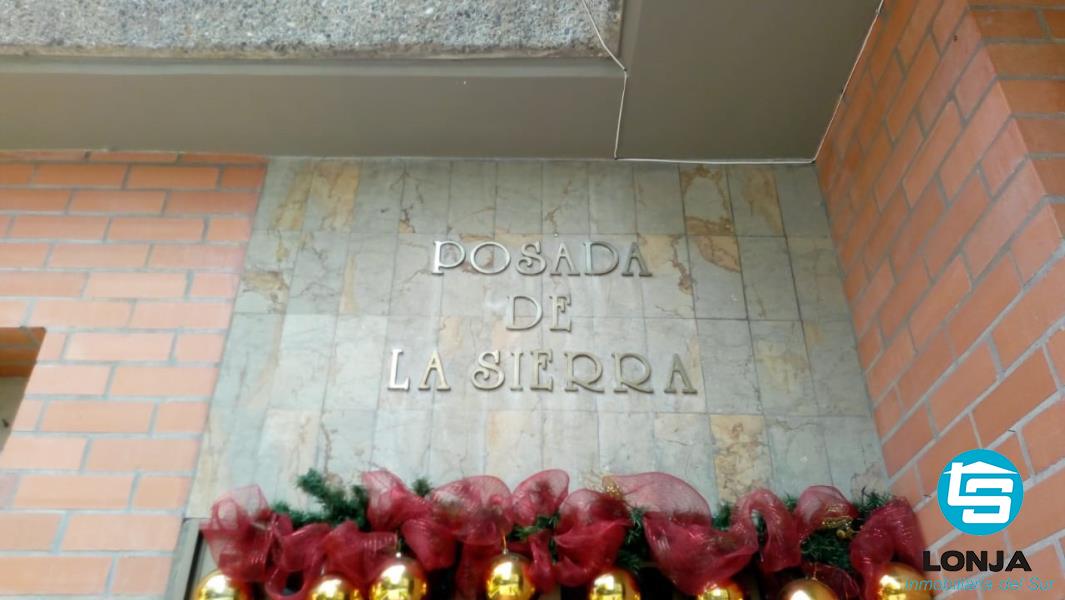 POSADA
DE
LA SIERRA
LONJA
Inmobiliaria del Sur